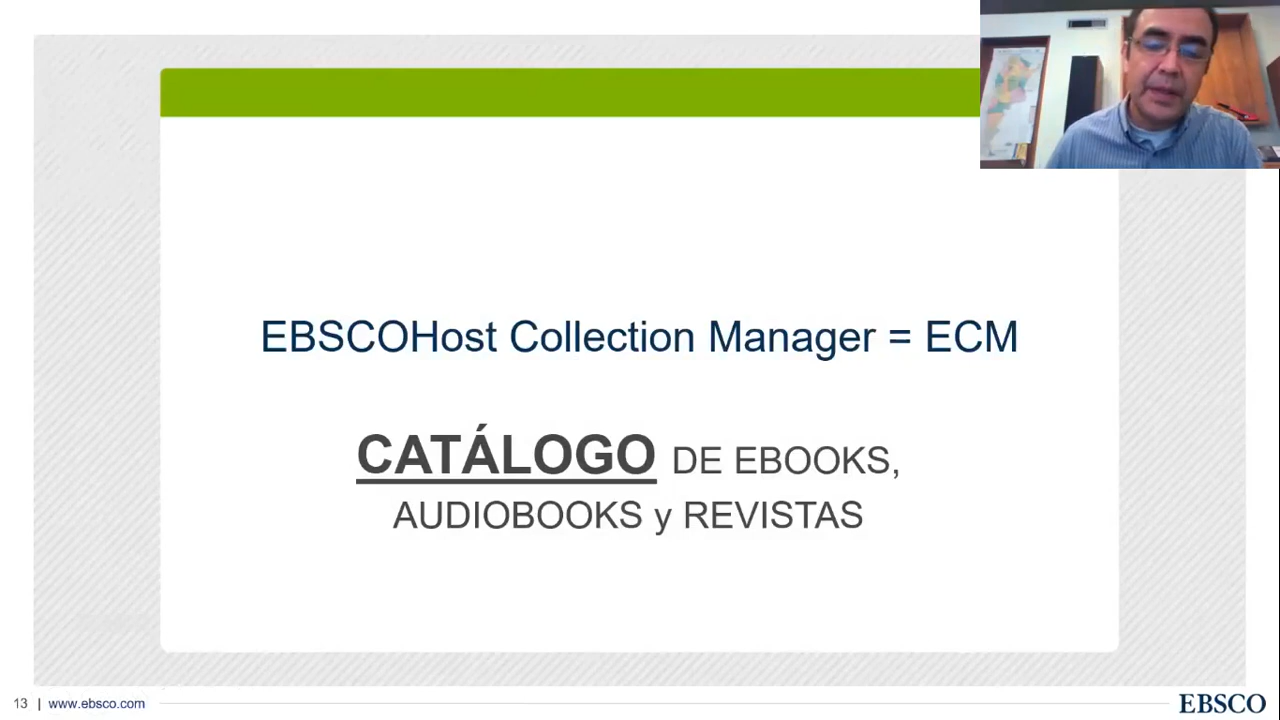 EBSCOHost Collection Manager = ECM
CATÁLOGO DE EBOOKS,
AUDIOBOOKS y REVISTAS
13 | www.ebsco.com
EBSCO